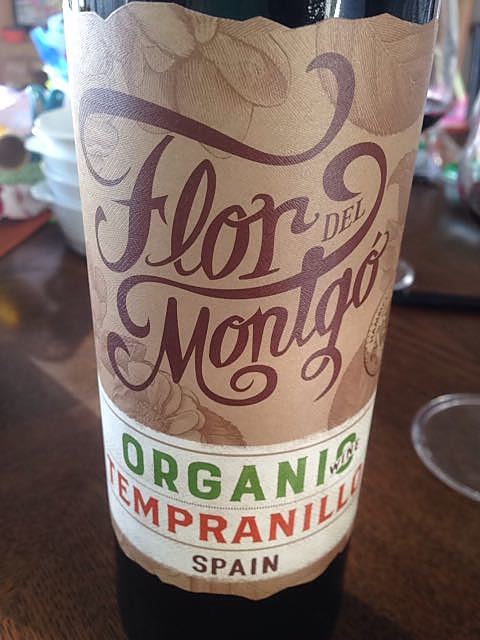 Flor
DEL
Montgó
ORGANIC
WINE
TEMPRANILLO
SPAIN